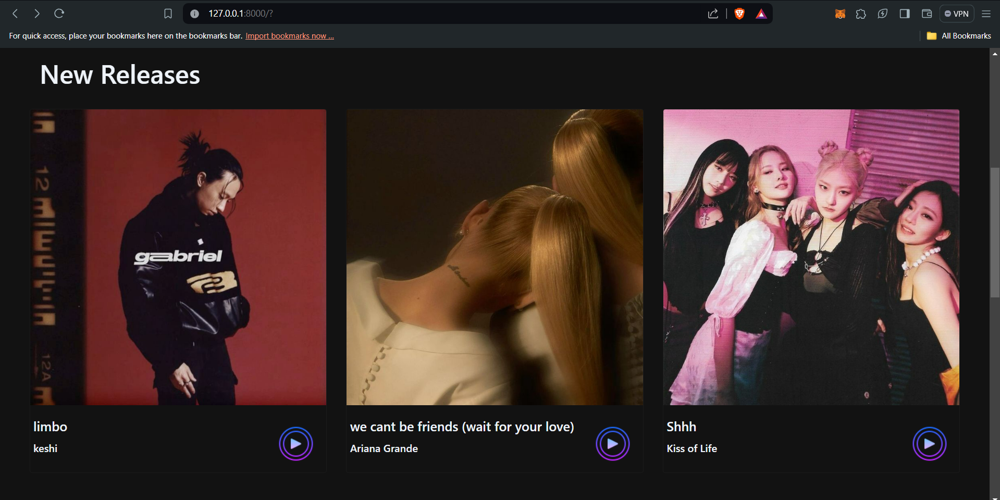 127.0.0.1:8000/?
VPN
For quick access, place your bookmarks here on the bookmarks bar. Import bookmarks now ...
All Bookmarks
New Releases
12
12A
gabriel
limbo
keshi
we cant be friends (wait for your love)
Ariana Grande
Shhh
Kiss of Life